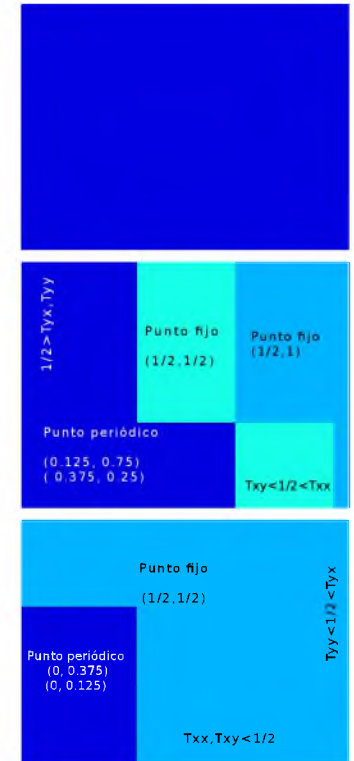 1/2>Tyx,Tyy
Punto fijo
(1/2,1/2)
Punto fijo
(1/2,1)
Punto periódico
(0.125, 0.75)
( 0.375, 0.25)
Txy<1/2<Txx
Punto fijo
(1/2,1/2)
Tyy<1/2<Tyx
Punto periódico
(0, 0.375)
(0, 0.125)
Txx,Txy<1/2